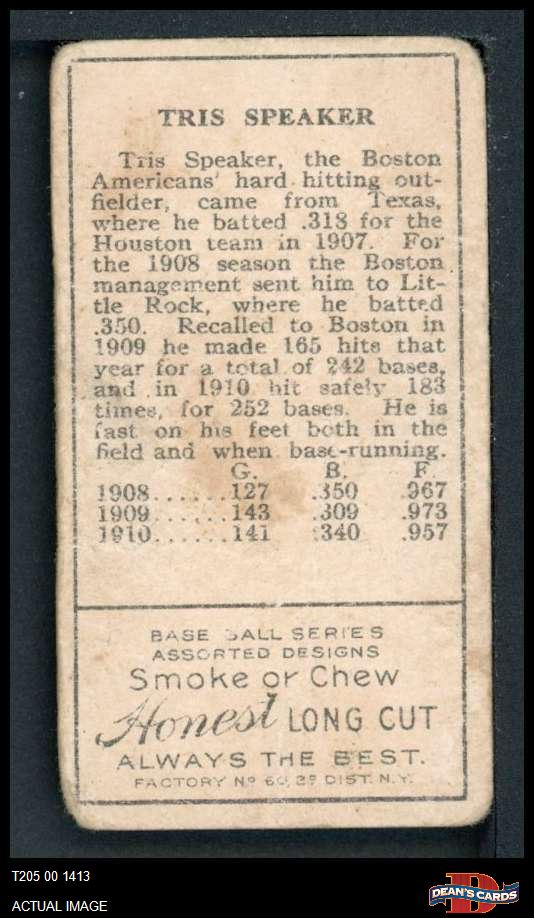 TRIS SPEAKER
Tris Speaker, the Boston
Americans' hard hitting out-
fielder, came from Texas,
where he batted .318 for the
Houston team in 1907. For
the 1908 season the Boston
management sent him to Lit-
tle Rock, where he batted
.350. Recalled to Boston in
1909 he made 165 hits that
year for a total of 242 bases,
and in 1910 hit safely 183
times, for 252 bases. He is
fast on his feet both in the
field and when base-running.
G. B. F.
1908......127 .350 .967
1909......143 .309 .973
1910......141 .340 .957
BASE BALL SERIES
ASSORTED DESIGNS
Smoke or Chew
Honest LONG CUT
ALWAYS THE BEST.
FACTORY No 60, 2D DIST. N.Y.
T205 00 1413
ACTUAL IMAGE
DEAN'S CARDS